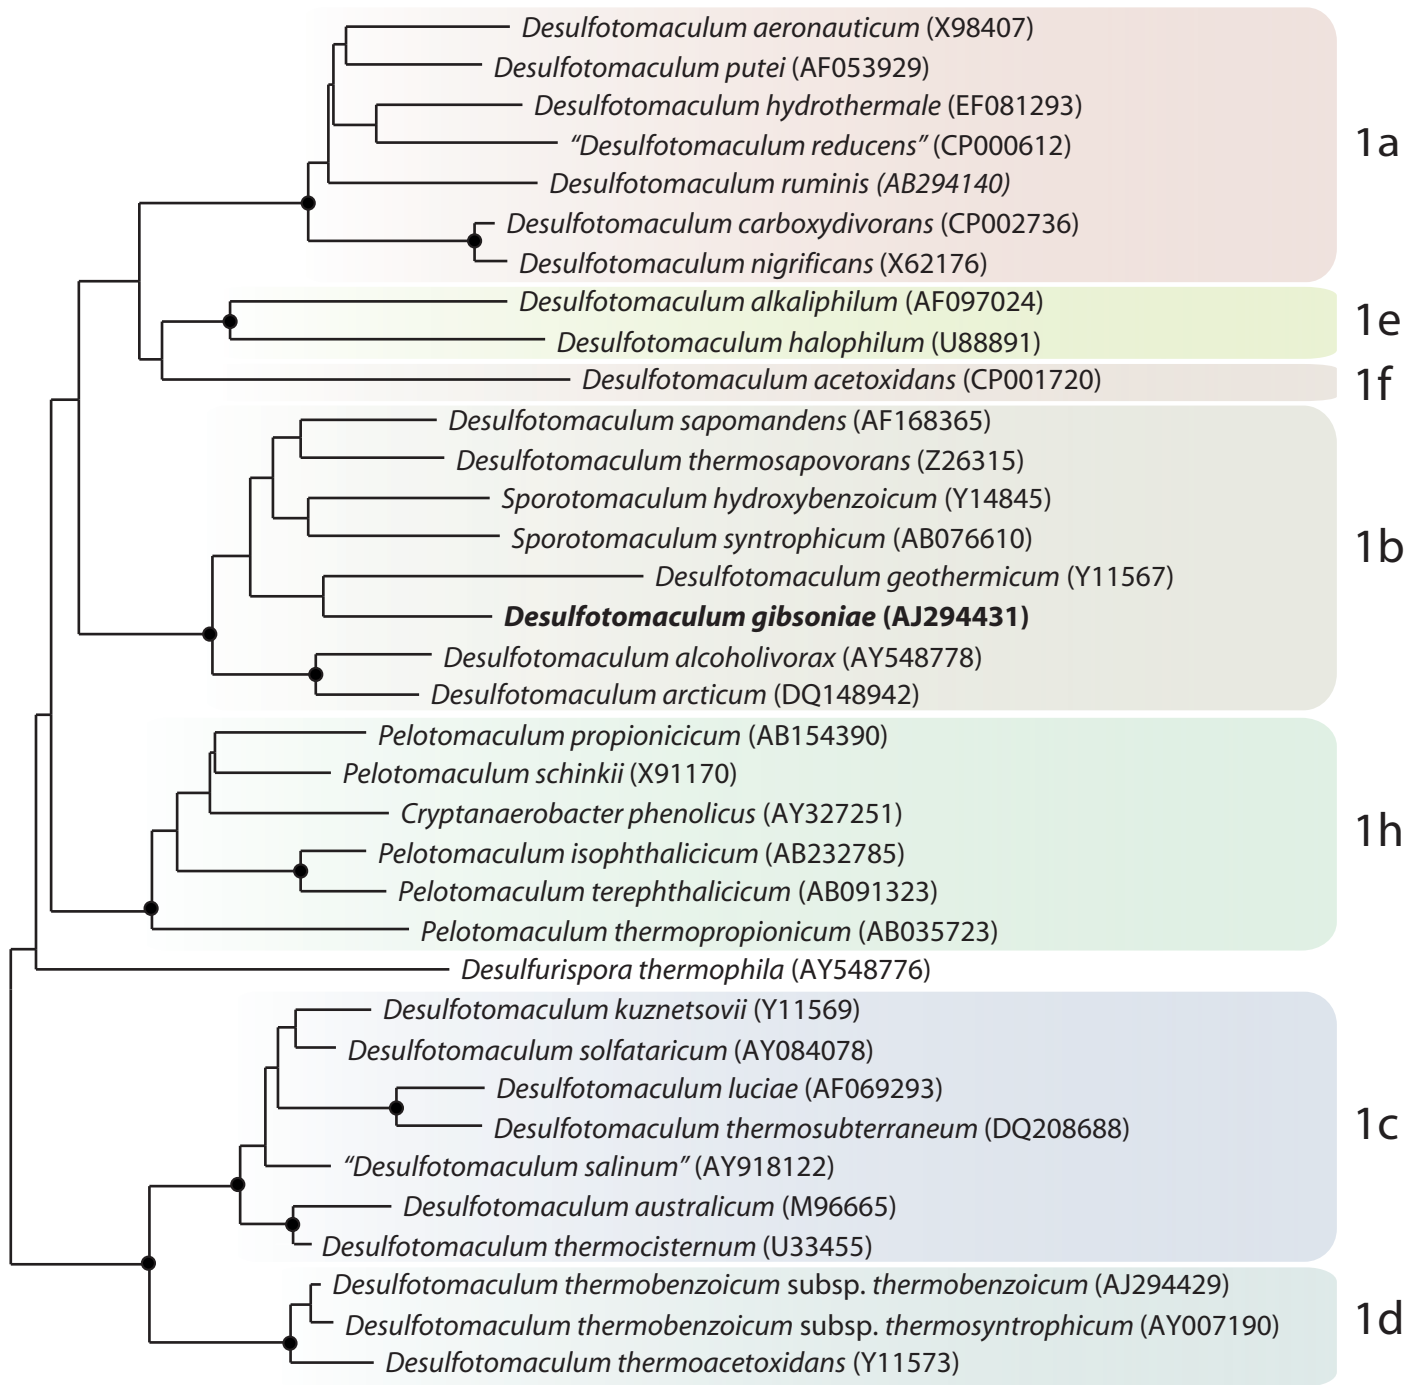 Desulfotomaculum aeronauticum (X98407)
Desulfotomaculum putei (AF053929)
Desulfotomaculum hydrothermale (EF081293)
“Desulfotomaculum reducens” (CP000612)
1a
Desulfotomaculum ruminis (AB294140)
Desulfotomaculum carboxydivorans (CP002736)
Desulfotomaculum nigrificans (X62176)
Desulfotomaculum alkaliphilum (AF097024)
1e
Desulfotomaculum halophilum (U88891)
Desulfotomaculum acetoxidans (CP001720)
1f
Desulfotomaculum sapomandens (AF168365)
Desulfotomaculum thermosapovorans (Z26315)
Sporotomaculum hydroxybenzoicum (Y14845)
Sporotomaculum syntrophicum (AB076610)
1b
Desulfotomaculum geothermicum (Y11567)
Desulfotomaculum gibsoniae (AJ294431)
Desulfotomaculum alcoholivorax (AY548778)
Desulfotomaculum arcticum (DQ148942)
Pelotomaculum propionicicum (AB154390)
Pelotomaculum schinkii (X91170)
Cryptanaerobacter phenolicus (AY327251)
1h
Pelotomaculum isophthalicicum (AB232785)
Pelotomaculum terephthalicicum (AB091323)
Pelotomaculum thermopropionicum (AB035723)
Desulfurispora thermophila (AY548776)
Desulfotomaculum kuznetsovii (Y11569)
Desulfotomaculum solfataricum (AY084078)
Desulfotomaculum luciae (AF069293)
1c
Desulfotomaculum thermosubterraneum (DQ208688)
“Desulfotomaculum salinum” (AY918122)
Desulfotomaculum australicum (M96665)
Desulfotomaculum thermocisternum (U33455)
Desulfotomaculum thermobenzoicum subsp. thermobenzoicum (AJ294429)
Desulfotomaculum thermobenzoicum subsp. thermosyntrophicum (AY007190)
1d
Desulfotomaculum thermoacetoxidans (Y11573)